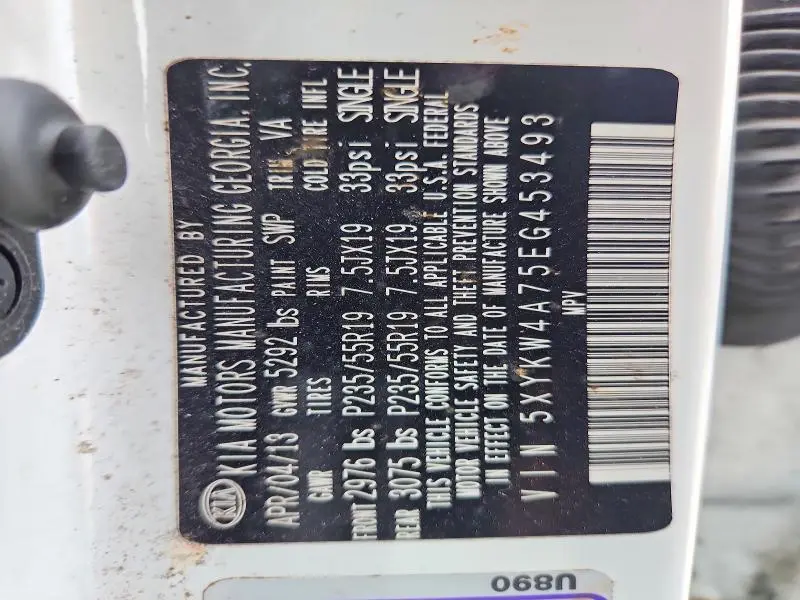 MANUFACTURED BY
KIA KIA MOTORS MANUFACTURING GEORGIA, INC.
APR/04/13 GVWR 5292 lbs PAINT SWP TRIM VA
GAWR TIRES RIMS COLD TIRE INFL
FRONT 2976 lbs P235/55R19 7.5JX19 33psi SINGLE
REAR 3075 lbs P235/55R19 7.5JX19 33psi SINGLE
THIS VEHICLE CONFORMS TO ALL APPLICABLE U.S.A. FEDERAL
MOTOR VEHICLE SAFETY AND THEFT PREVENTION STANDARDS
IN EFFECT ON THE DATE OF MANUFACTURE SHOWN ABOVE
VIN 5XYKW4A75EG453493
MPV
U890